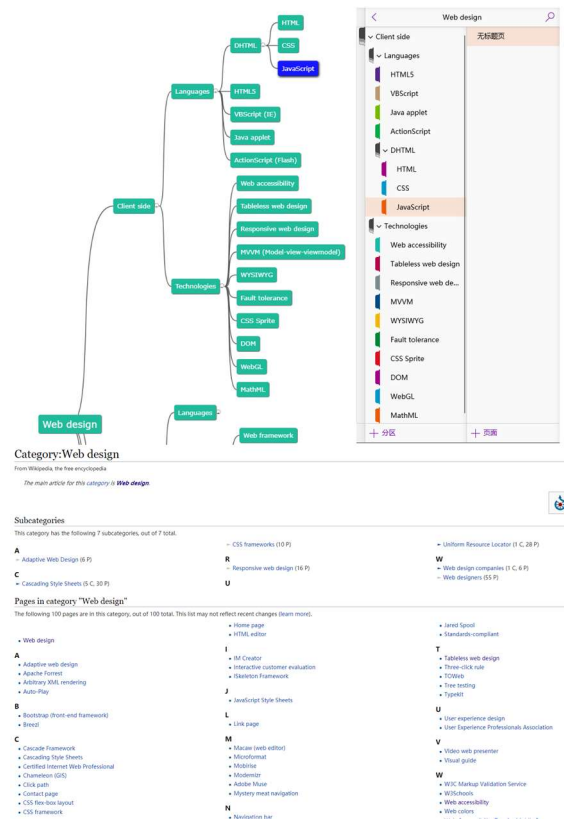 HTML
DHTML
CSS
JavaScript
Languages
HTML5
VBScript (IE)
Java applet
ActionScript (Flash)
Client side
Web accessibility
Tableless web design
Responsive web design
MVVM (Model-view-viewmodel)
WYSIWYG
Technologies
Fault tolerance
CSS Sprite
DOM
WebGL
MathML
Languages
Web design
Web framework
Web design
Client side
无标题页
Languages
HTML5
VBScript
Java applet
ActionScript
DHTML
HTML
CSS
JavaScript
Technologies
Web accessibility
Tableless web design
Responsive web de...
MVVM
WYSIWYG
Fault tolerance
CSS Sprite
DOM
WebGL
MathML
+ 分区
+ 页面
Category:Web design
From Wikipedia, the free encyclopedia
The main article for this category is Web design.
Subcategories
This category has the following 7 subcategories, out of 7 total.
A
Adaptive Web Design (6 P)
C
Cascading Style Sheets (5 C, 30 P)
CSS frameworks (10 P)
R
Responsive web design (16 P)
U
Uniform Resource Locator (1 C, 28 P)
W
Web design companies (1 C, 6 P)
Web designers (55 P)
Pages in category "Web design"
The following 100 pages are in this category, out of 100 total. This list may not reflect recent changes (learn more).
Web design
A
Adaptive web design
Apache Forrest
Arbitrary XML rendering
Auto-Play
B
Bootstrap (front-end framework)
Breezi
C
Cascade Framework
Cascading Style Sheets
Certified Internet Web Professional
Chameleon (GIS)
Click path
Contact page
CSS flex-box layout
CSS framework
Home page
HTML editor
I
IM Creator
Interactive customer evaluation
ISkeleton Framework
J
JavaScript Style Sheets
L
Link page
M
Macaw (web editor)
Microformat
Mobirise
Modernizr
Adobe Muse
Mystery meat navigation
N
Navigation bar
Jared Spool
Standards-compliant
T
Tableless web design
Three-click rule
TOWeb
Tree testing
Typekit
U
User experience design
User Experience Professionals Association
V
Video web presenter
Visual guide
W
W3C Markup Validation Service
W3Schools
Web accessibility
Web colors